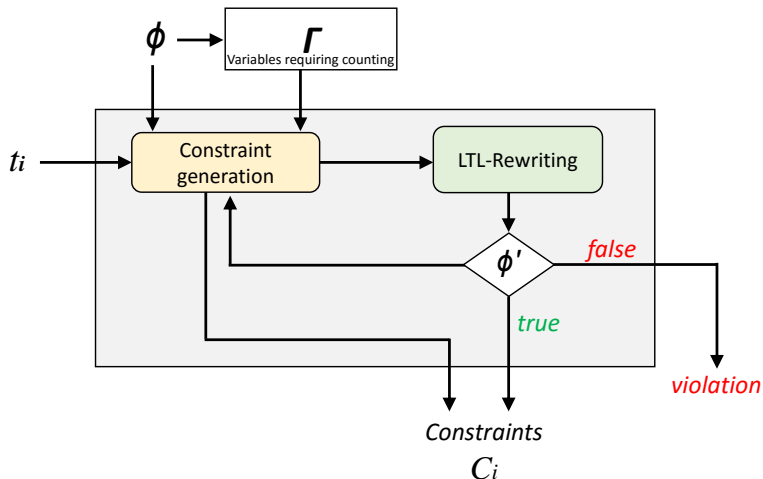 ϕ
Γ
Variables requiring counting
ti
Constraint
generation
LTL-Rewriting
ϕ'
false
true
violation
Constraints
Ci